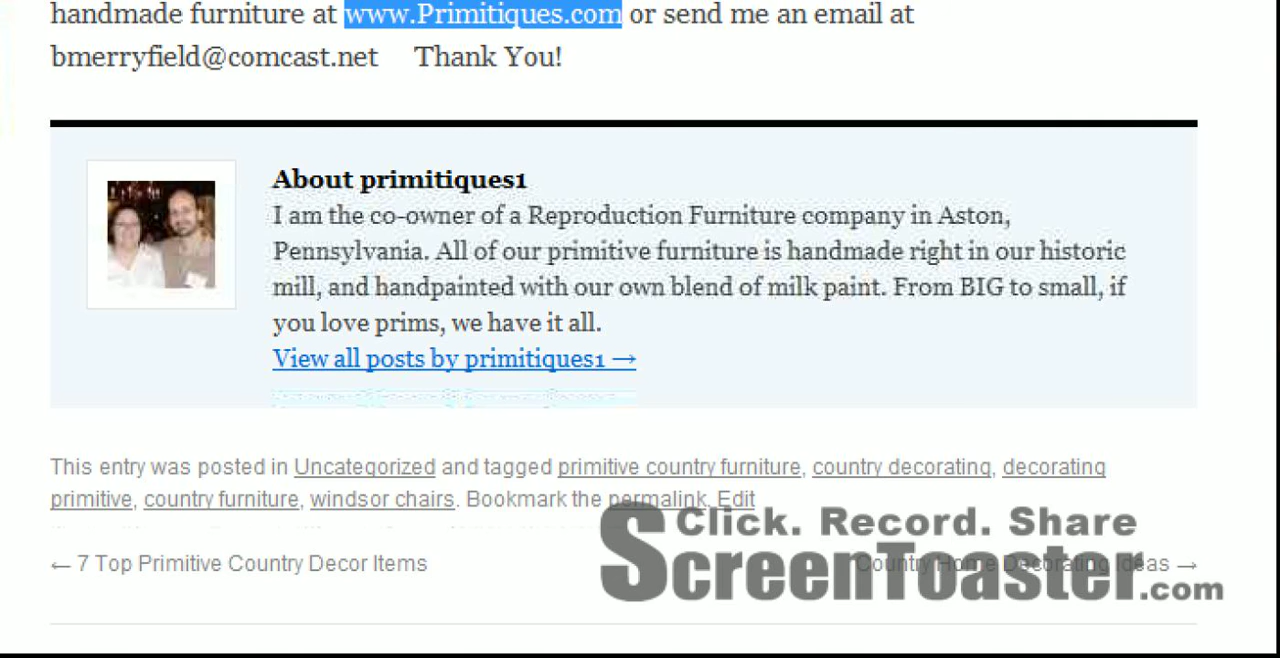 handmade furniture at www.Primitiques.com or send me an email at
bmerryfield@comcast.net Thank You!
About primitiques1
I am the co-owner of a Reproduction Furniture company in Aston,
Pennsylvania. All of our primitive furniture is handmade right in our historic
mill, and handpainted with our own blend of milk paint. From BIG to small, if
you love prims, we have it all.
View all posts by primitiques1 →
This entry was posted in Uncategorized and tagged primitive country furniture, country decorating, decorating
primitive, country furniture, windsor chairs. Bookmark the permalink. Edit
← 7 Top Primitive Country Decor Items
Country Home Decorating Ideas →
Click. Record. Share
ScreenToaster.com